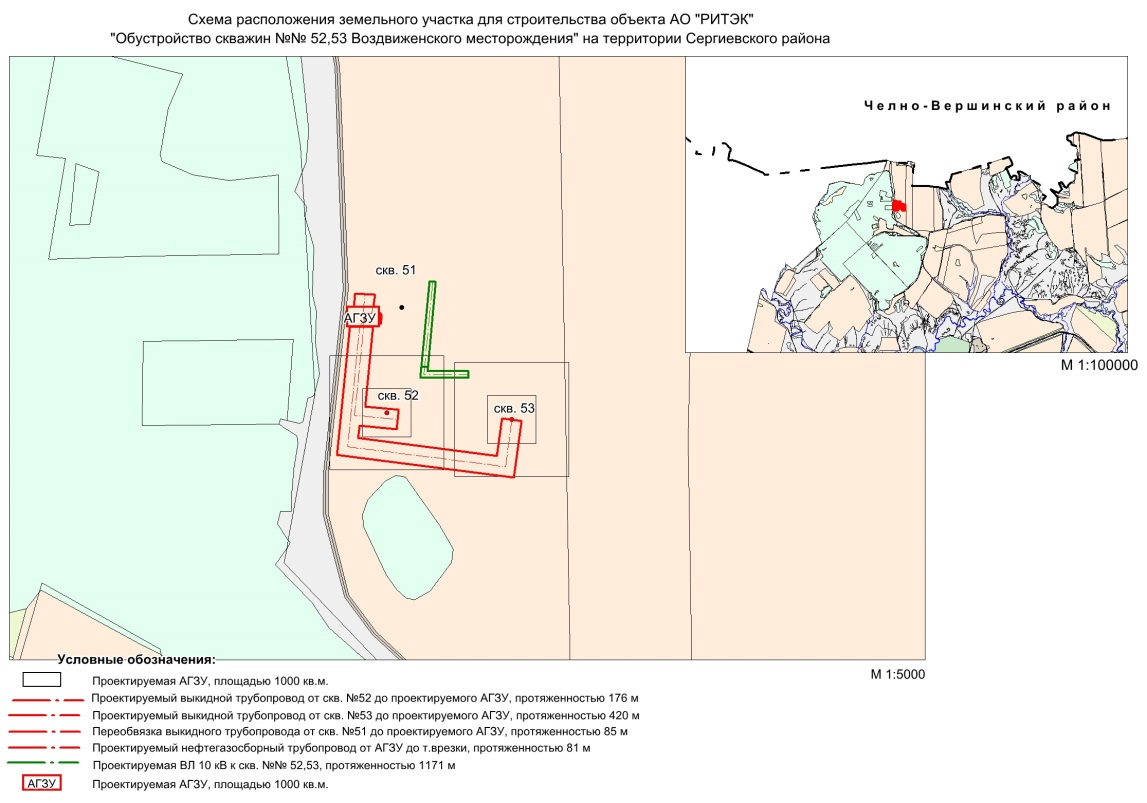 Схема расположения земельного участка для строительства объекта АО "РИТЭК"
"Обустройство скважин №№ 52,53 Воздвиженского месторождения" на территории Сергиевского района
Челно-Вершинский район
М 1:100000
скв. 51
АГЗУ
скв. 52
скв. 53
М 1:5000
Условные обозначения:
Проектируемая АГЗУ, площадью 1000 кв.м.
Проектируемый выкидной трубопровод от скв. №52 до проектируемого АГЗУ, протяженностью 176 м
Проектируемый выкидной трубопровод от скв. №53 до проектируемого АГЗУ, протяженностью 420 м
Переобвязка выкидного трубопровода от скв. №51 до проектируемого АГЗУ, протяженностью 85 м
Проектируемый нефтегазосборный трубопровод от АГЗУ до т.врезки, протяженностью 81 м
Проектируемая ВЛ 10 кВ к скв. №№ 52,53, протяженностью 1171 м
АГЗУ Проектируемая АГЗУ, площадью 1000 кв.м.